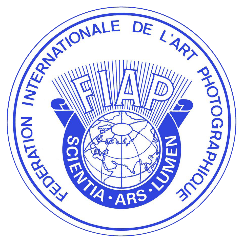 FEDERATION INTERNATIONALE DE L'ART PHOTOGRAPHIQUE
FIAP
SCIENTIA · ARS · LUMEN